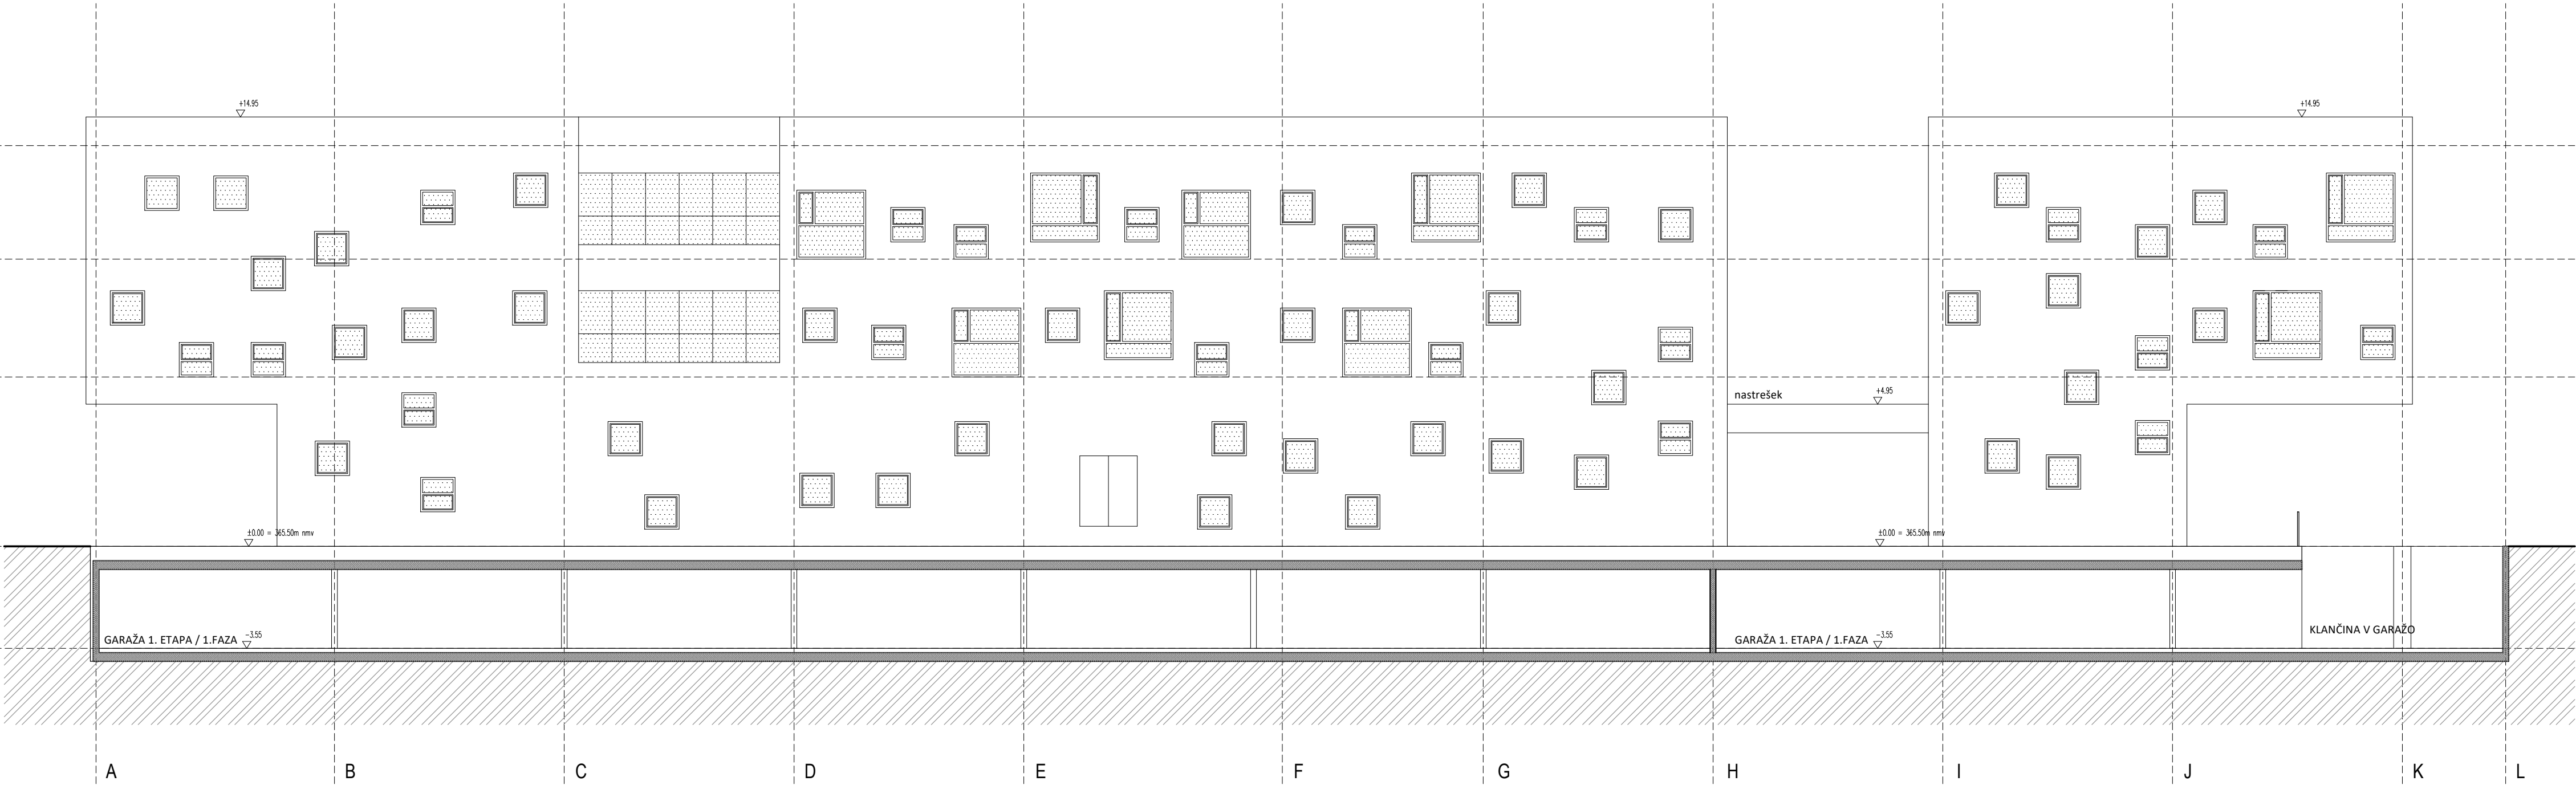 +14.95
+14.95
nastrešek
+4.95
±0.00 = 365.50m nmv
±0.00 = 365.50m nmv
GARAŽA 1. ETAPA / 1.FAZA
-3.55
GARAŽA 1. ETAPA / 1.FAZA
-3.55
KLANČINA V GARAŽO
A B C D E F G H I J K L